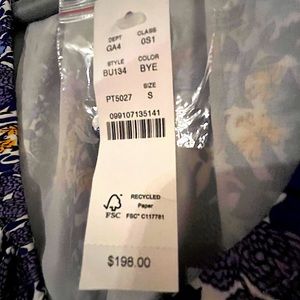 DEPT CLASS
GA4 0S1
STYLE COLOR
BU134 BYE
SIZE
PT5027 S
099107135141
FSC
RECYCLED
Paper
FSC® C117781
$198.00